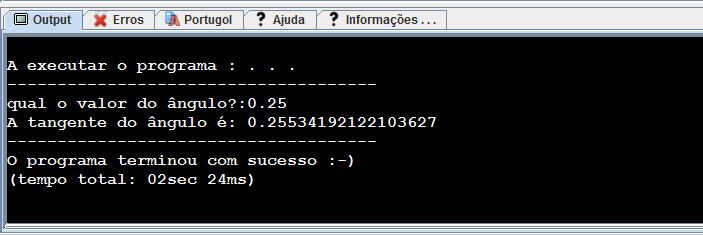 Output Erros Portugol Ajuda Informações . . .
A executar o programa : . . .
-------------------------------------
qual o valor do ângulo?:0.25
A tangente do ângulo é: 0.25534192122103627
-------------------------------------
O programa terminou com sucesso :-)
(tempo total: 02sec 24ms)